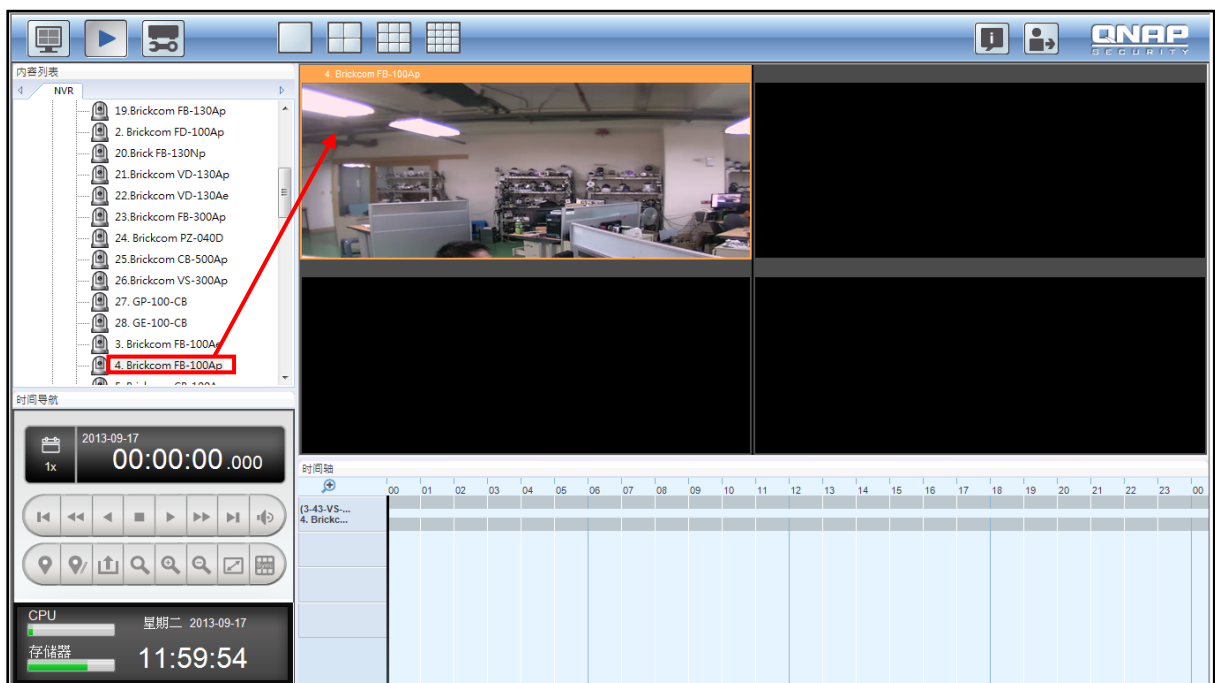 QNAP
SECURITY
内容列表
NVR
4. Brickcom FB-100Ap
19.Brickcom FB-130Ap
2. Brickcom FD-100Ap
20.Brick FB-130Np
21.Brickcom VD-130Ap
22.Brickcom VD-130Ae
23.Brickcom FB-300Ap
24. Brickcom PZ-040D
25.Brickcom CB-500Ap
26.Brickcom VS-300Ap
27. GP-100-CB
28. GE-100-CB
3. Brickcom FB-100Ae
4. Brickcom FB-100Ap
时间导航
2013-09-17
1x 00:00:00.000
Sync
CPU
星期二 2013-09-17
存储器
11:59:54
时间轴
00 01 02 03 04 05 06 07 08 09 10 11 12 13 14 15 16 17 18 19 20 21 22 23 00
(3-43-VS-...
4. Brickc...